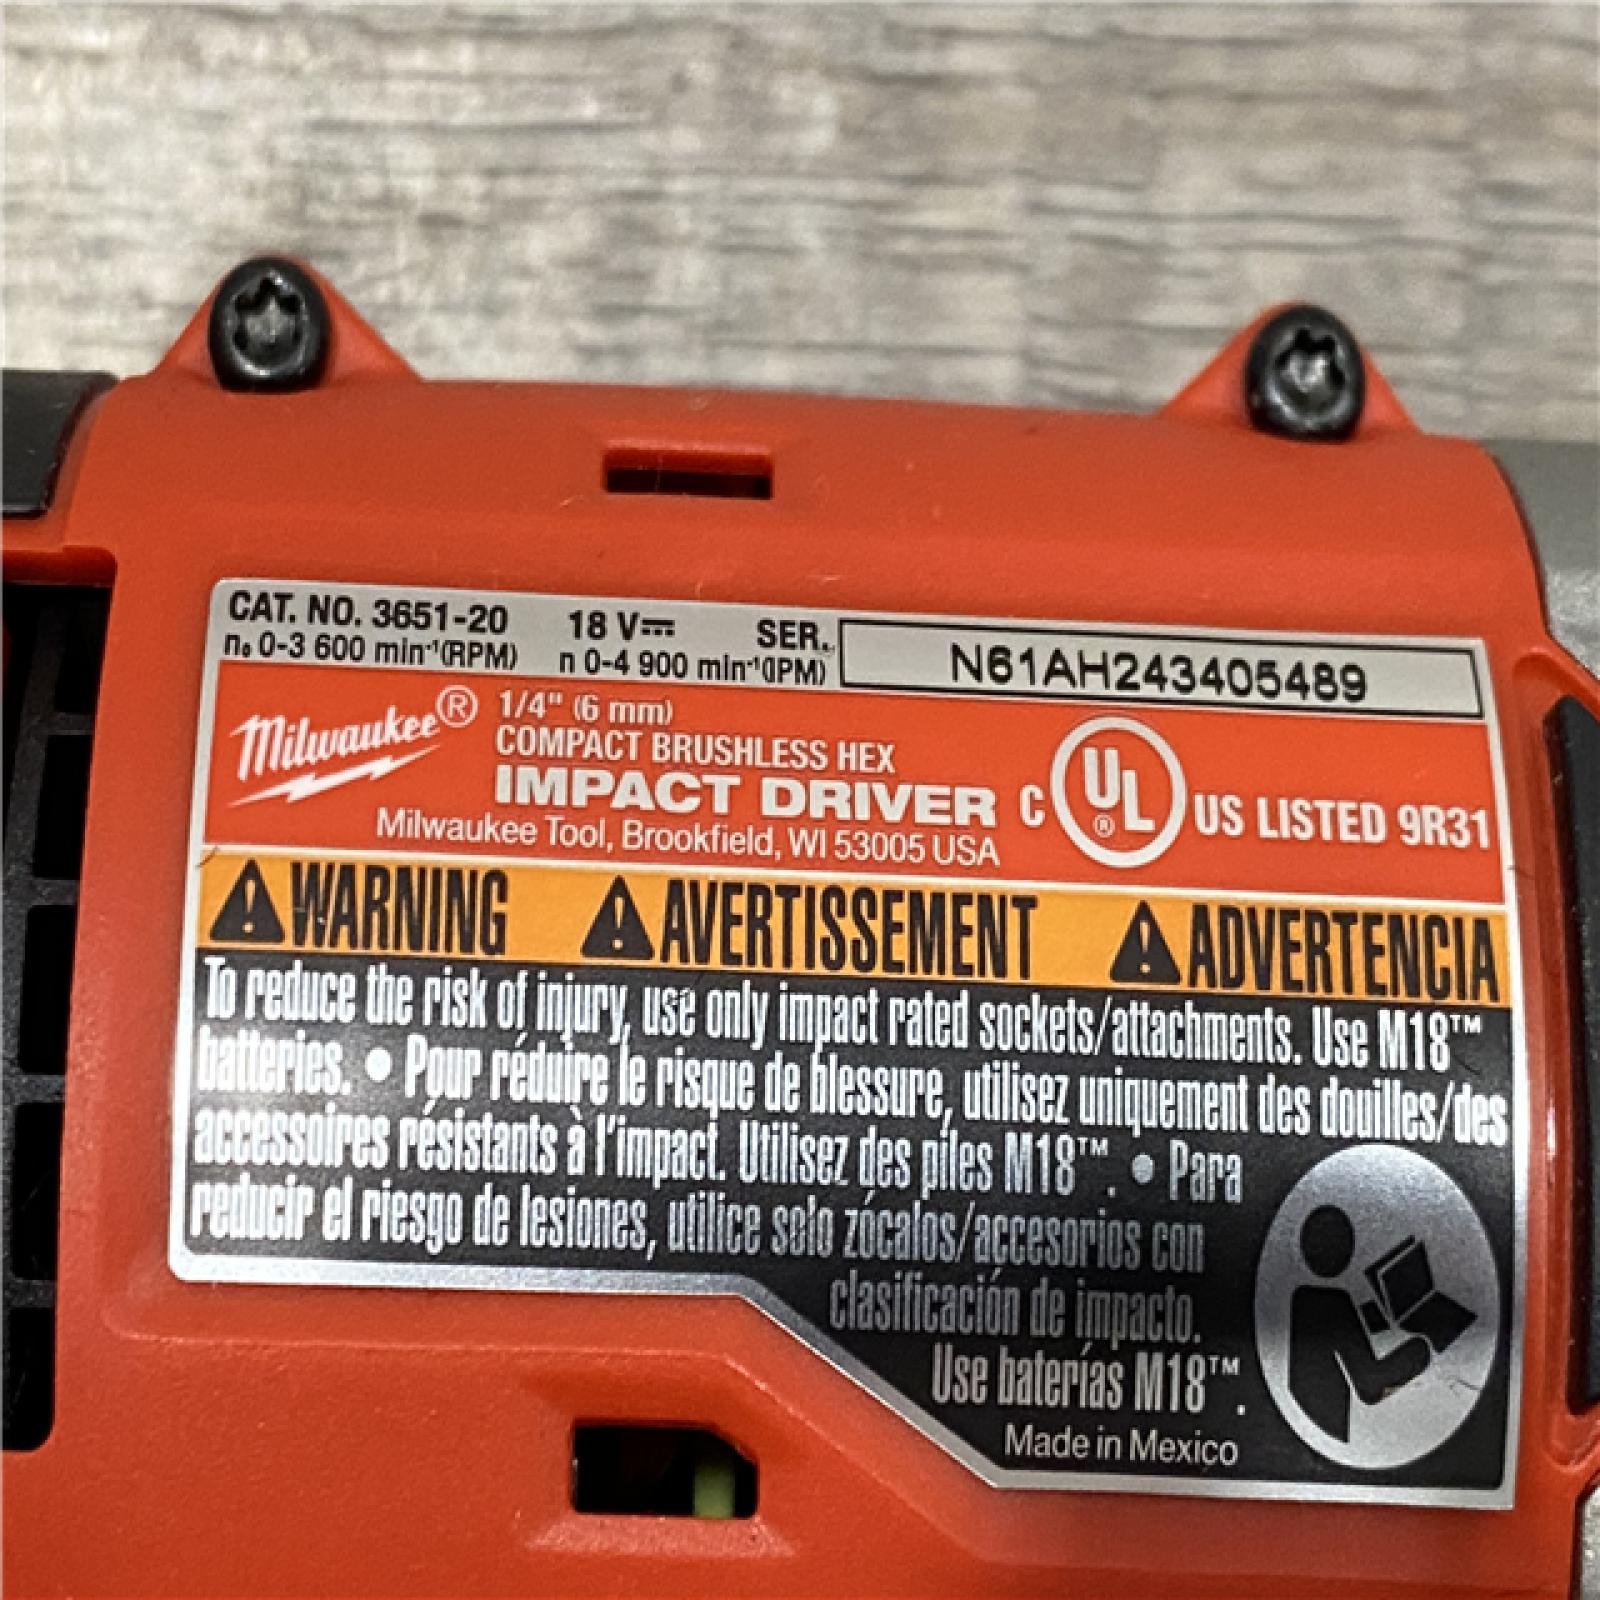 CAT. NO. 3651-20 18 V⎓ SER. N61AH243405489
n₀ 0-3 600 min⁻¹(RPM) n 0-4 900 min⁻¹(IPM)
Milwaukee® 1/4" (6 mm)
COMPACT BRUSHLESS HEX
IMPACT DRIVER
Milwaukee Tool, Brookfield, WI 53005 USA
C UL® US LISTED 9R31
⚠WARNING ⚠AVERTISSEMENT ⚠ADVERTENCIA
To reduce the risk of injury, use only impact rated sockets/attachments. Use M18™
batteries. • Pour réduire le risque de blessure, utilisez uniquement des douilles/des
accessoires résistants à l'impact. Utilisez des piles M18™. • Para
reducir el riesgo de lesiones, utilice solo zócalos/accesorios con
clasificación de impacto.
Use baterías M18™.
Made in Mexico